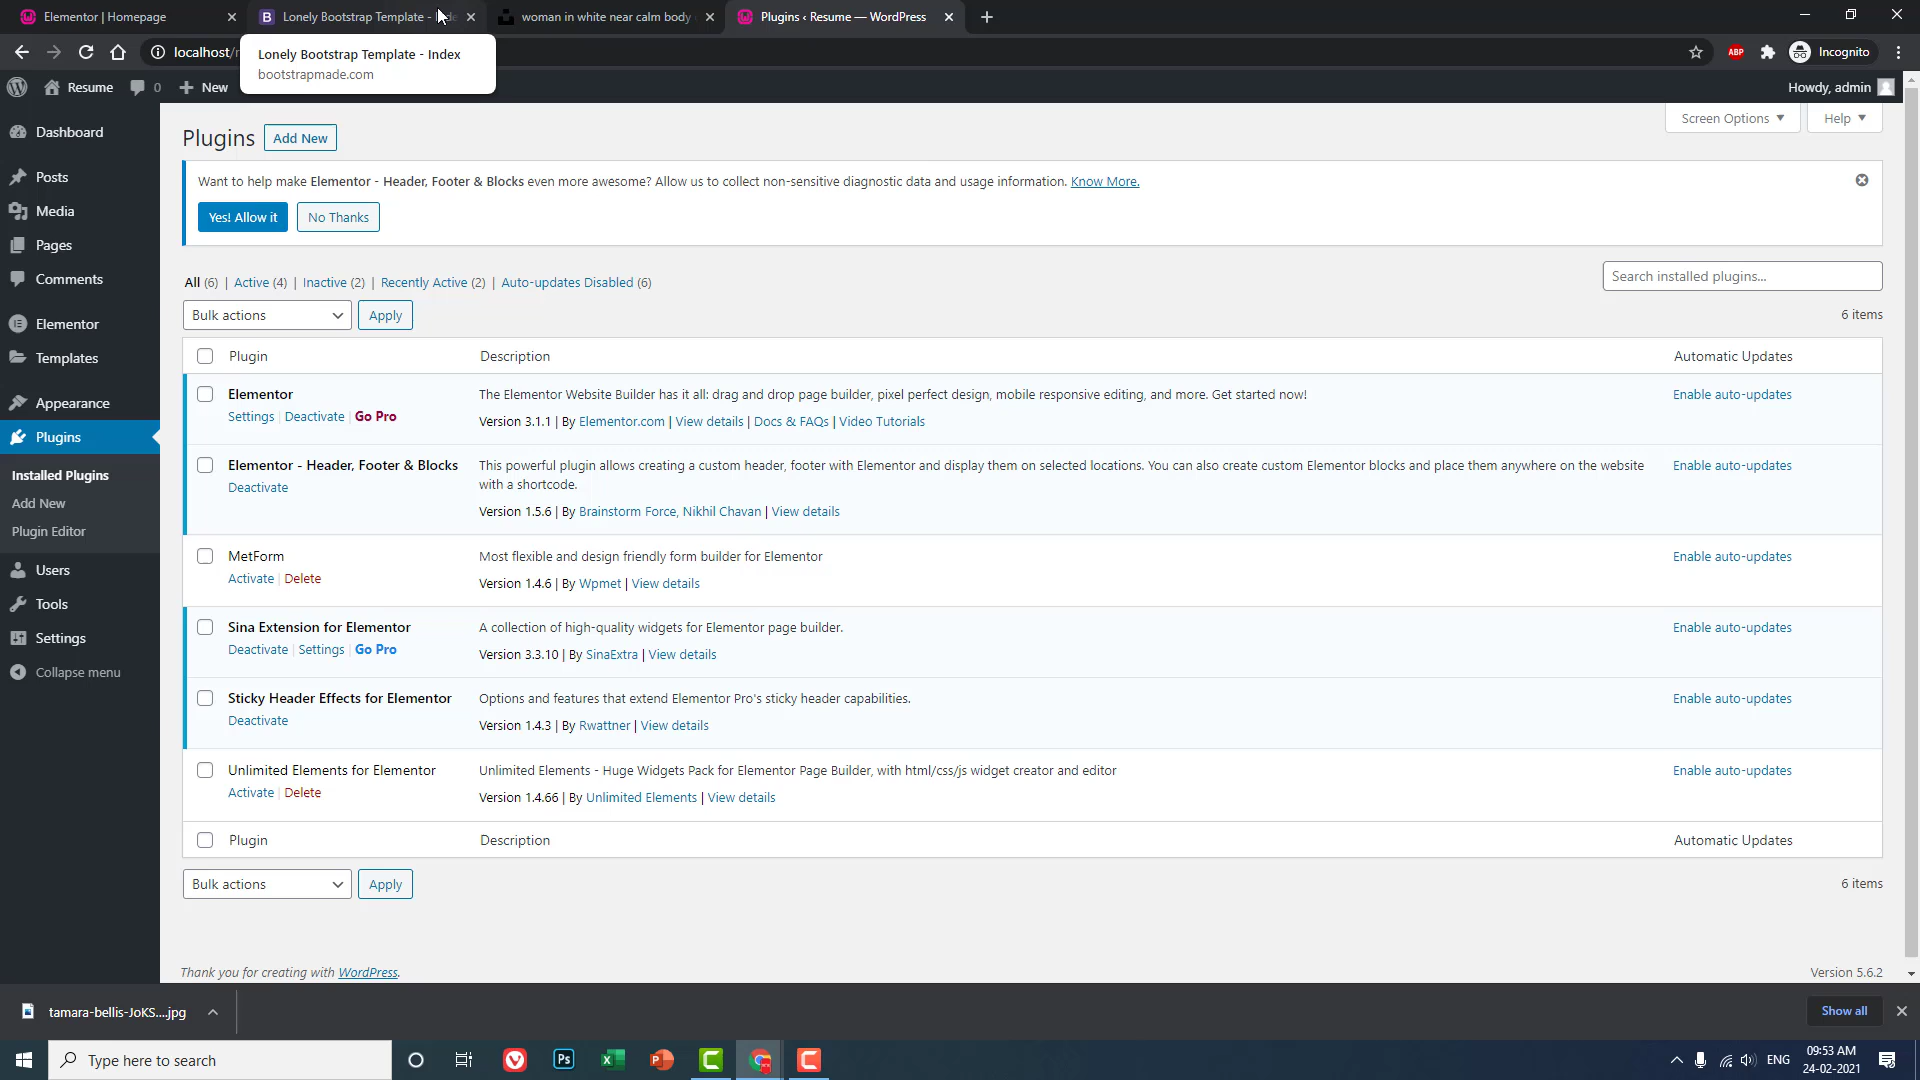 Elementor | Homepage
Lonely Bootstrap Template -
woman in white near calm body
Plugins ‹ Resume — WordPress
localhost/
ABP
Incognito
Lonely Bootstrap Template - Index
bootstrapmade.com
Resume
0
New
Howdy, admin
Dashboard
Posts
Media
Pages
Comments
Elementor
Templates
Appearance
Plugins
Installed Plugins
Add New
Plugin Editor
Users
Tools
Settings
Collapse menu
Screen Options
Help
Plugins
Add New
Want to help make Elementor - Header, Footer & Blocks even more awesome? Allow us to collect non-sensitive diagnostic data and usage information. Know More.
Yes! Allow it
No Thanks
All (6) | Active (4) | Inactive (2) | Recently Active (2) | Auto-updates Disabled (6)
Search installed plugins...
Bulk actions
Apply
6 items
Plugin
Description
Automatic Updates
Elementor
Settings | Deactivate | Go Pro
The Elementor Website Builder has it all: drag and drop page builder, pixel perfect design, mobile responsive editing, and more. Get started now!
Version 3.1.1 | By Elementor.com | View details | Docs & FAQs | Video Tutorials
Enable auto-updates
Elementor - Header, Footer & Blocks
Deactivate
This powerful plugin allows creating a custom header, footer with Elementor and display them on selected locations. You can also create custom Elementor blocks and place them anywhere on the website
with a shortcode.
Version 1.5.6 | By Brainstorm Force, Nikhil Chavan | View details
Enable auto-updates
MetForm
Activate | Delete
Most flexible and design friendly form builder for Elementor
Version 1.4.6 | By Wpmet | View details
Enable auto-updates
Sina Extension for Elementor
Deactivate | Settings | Go Pro
A collection of high-quality widgets for Elementor page builder.
Version 3.3.10 | By SinaExtra | View details
Enable auto-updates
Sticky Header Effects for Elementor
Deactivate
Options and features that extend Elementor Pro's sticky header capabilities.
Version 1.4.3 | By Rwattner | View details
Enable auto-updates
Unlimited Elements for Elementor
Activate | Delete
Unlimited Elements - Huge Widgets Pack for Elementor Page Builder, with html/css/js widget creator and editor
Version 1.4.66 | By Unlimited Elements | View details
Enable auto-updates
Plugin
Description
Automatic Updates
Bulk actions
Apply
6 items
Thank you for creating with WordPress.
Version 5.6.2
tamara-bellis-JoKS....jpg
Show all
Type here to search
Ps
ENG
09:53 AM
24-02-2021